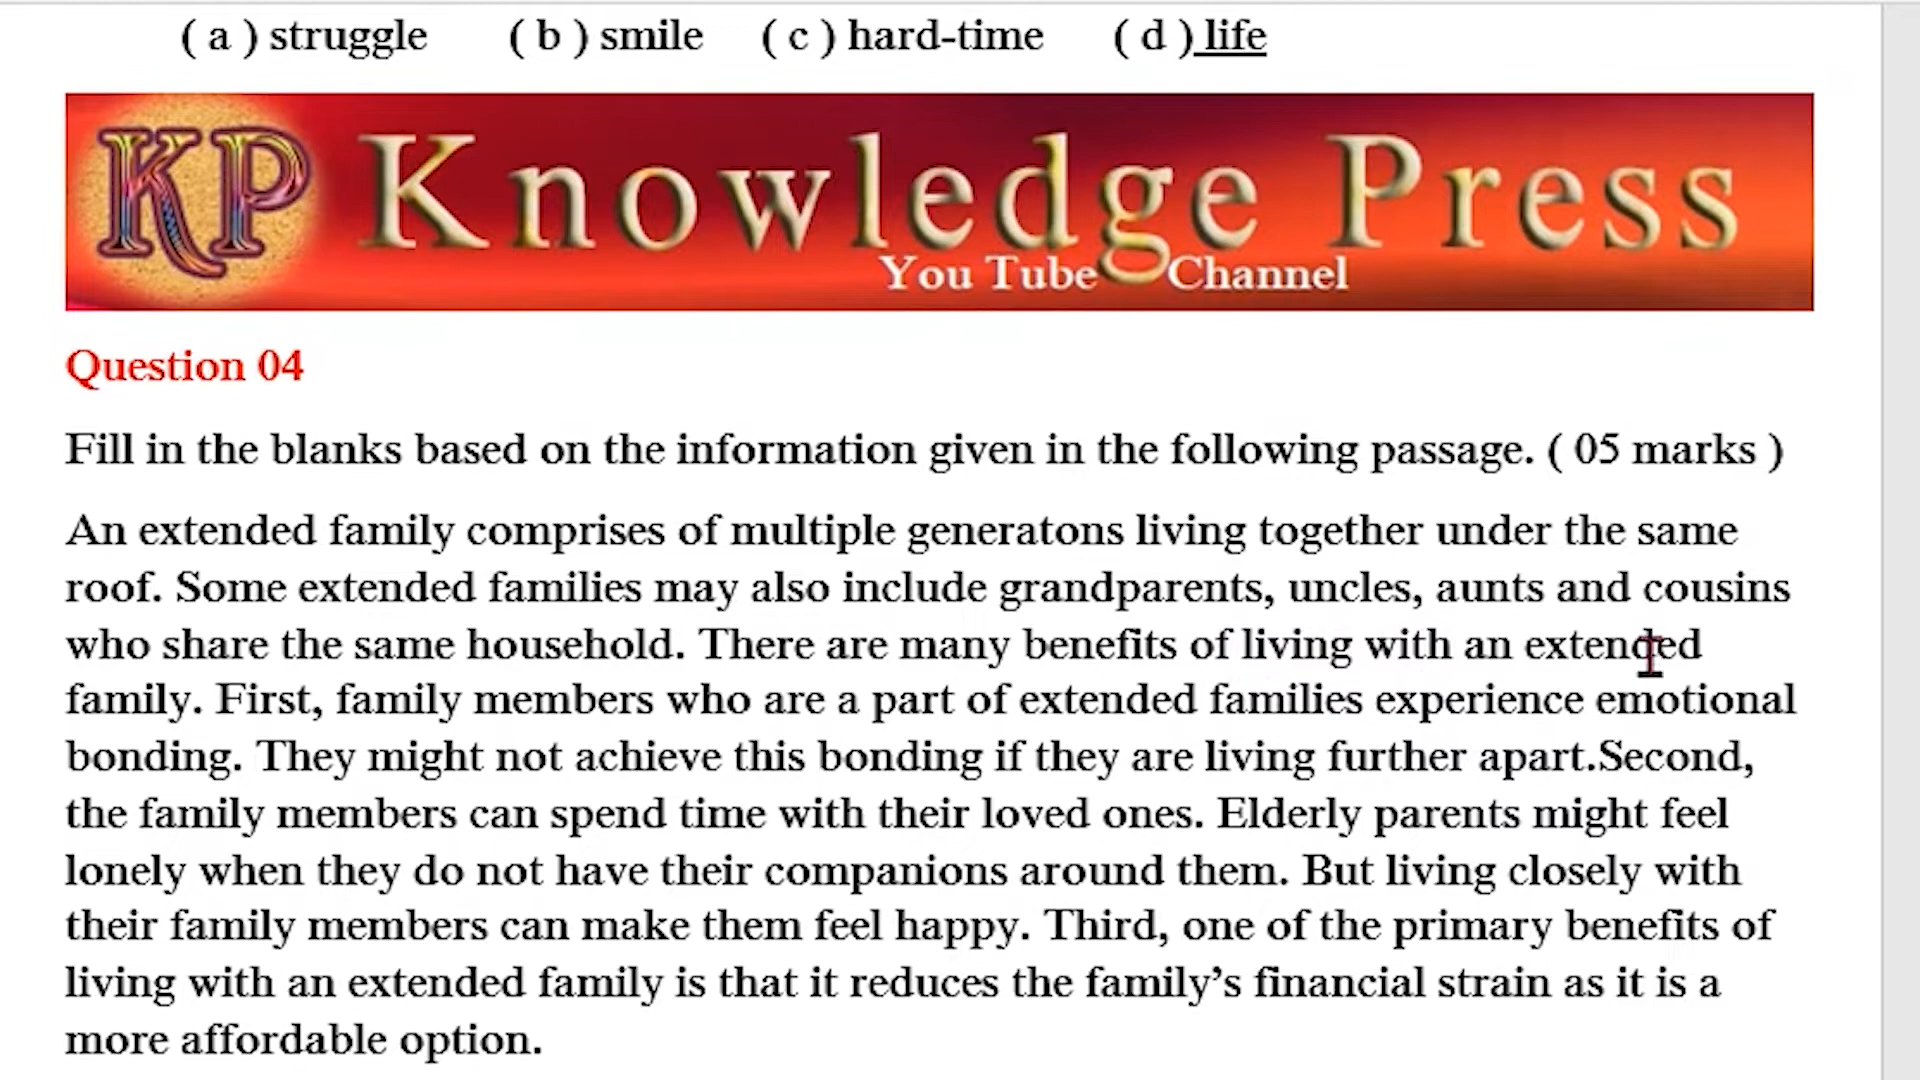 ( a ) struggle ( b ) smile ( c ) hard-time ( d ) life
KP Knowledge Press
You Tube Channel
Question 04
Fill in the blanks based on the information given in the following passage. ( 05 marks )
An extended family comprises of multiple generatons living together under the same
roof. Some extended families may also include grandparents, uncles, aunts and cousins
who share the same household. There are many benefits of living with an extended
family. First, family members who are a part of extended families experience emotional
bonding. They might not achieve this bonding if they are living further apart.Second,
the family members can spend time with their loved ones. Elderly parents might feel
lonely when they do not have their companions around them. But living closely with
their family members can make them feel happy. Third, one of the primary benefits of
living with an extended family is that it reduces the family’s financial strain as it is a
more affordable option.